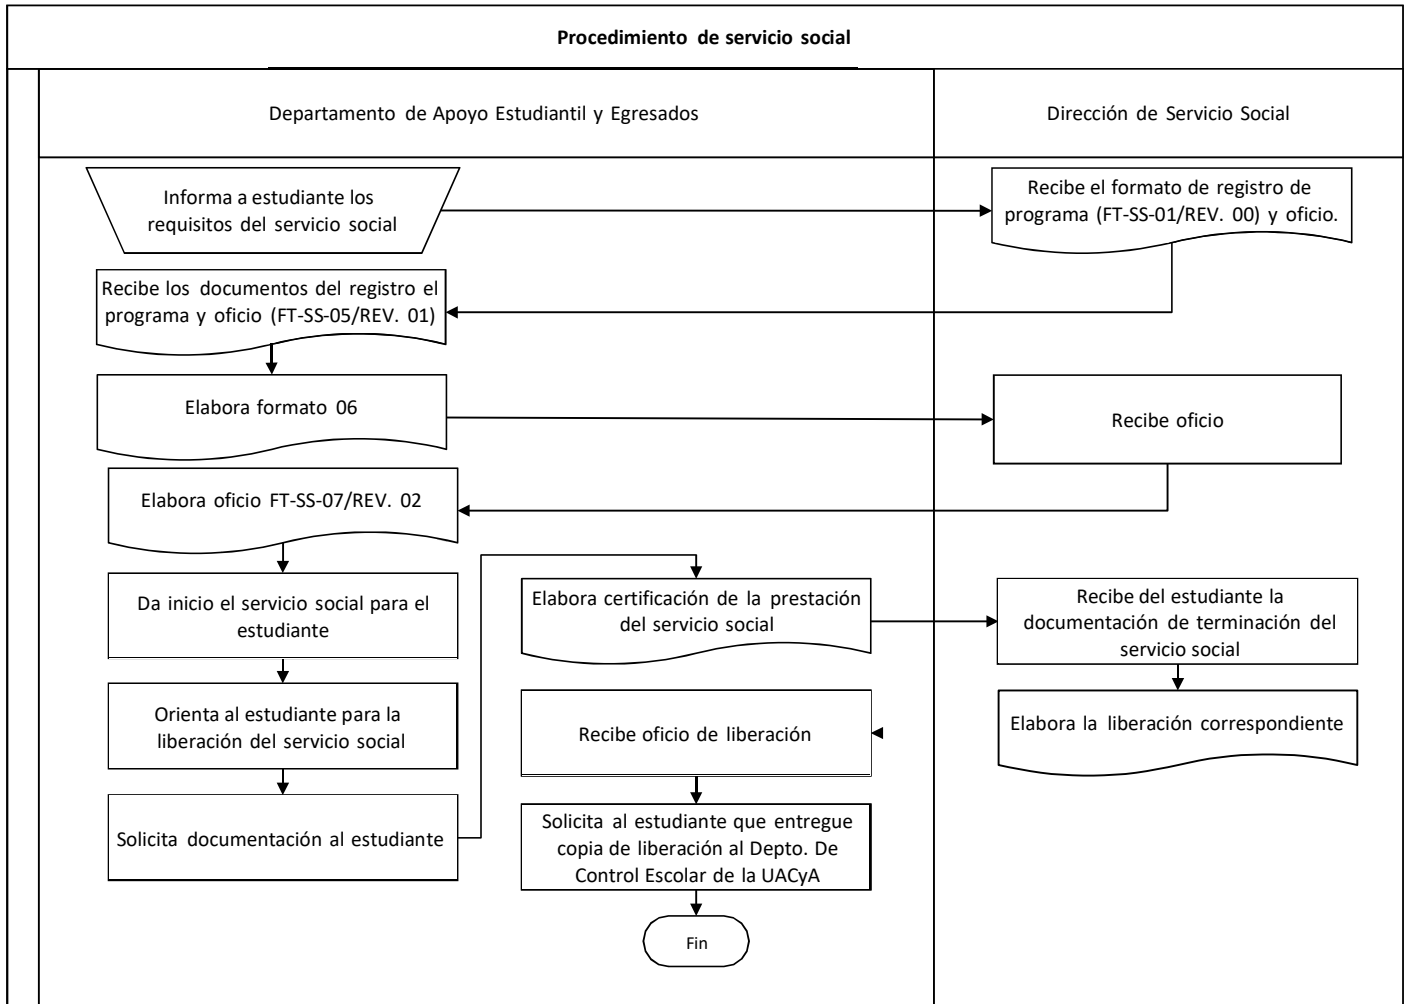 Procedimiento de servicio social
Departamento de Apoyo Estudiantil y Egresados
Dirección de Servicio Social
Informa a estudiante los
requisitos del servicio social
Recibe el formato de registro de
programa (FT-SS-01/REV. 00) y oficio.
Recibe los documentos del registro el
programa y oficio (FT-SS-05/REV. 01)
Elabora formato 06
Recibe oficio
Elabora oficio FT-SS-07/REV. 02
Da inicio el servicio social para el
estudiante
Orienta al estudiante para la
liberación del servicio social
Solicita documentación al estudiante
Elabora certificación de la prestación
del servicio social
Recibe del estudiante la
documentación de terminación del
servicio social
Elabora la liberación correspondiente
Recibe oficio de liberación
Solicita al estudiante que entregue
copia de liberación al Depto. De
Control Escolar de la UACyA
Fin